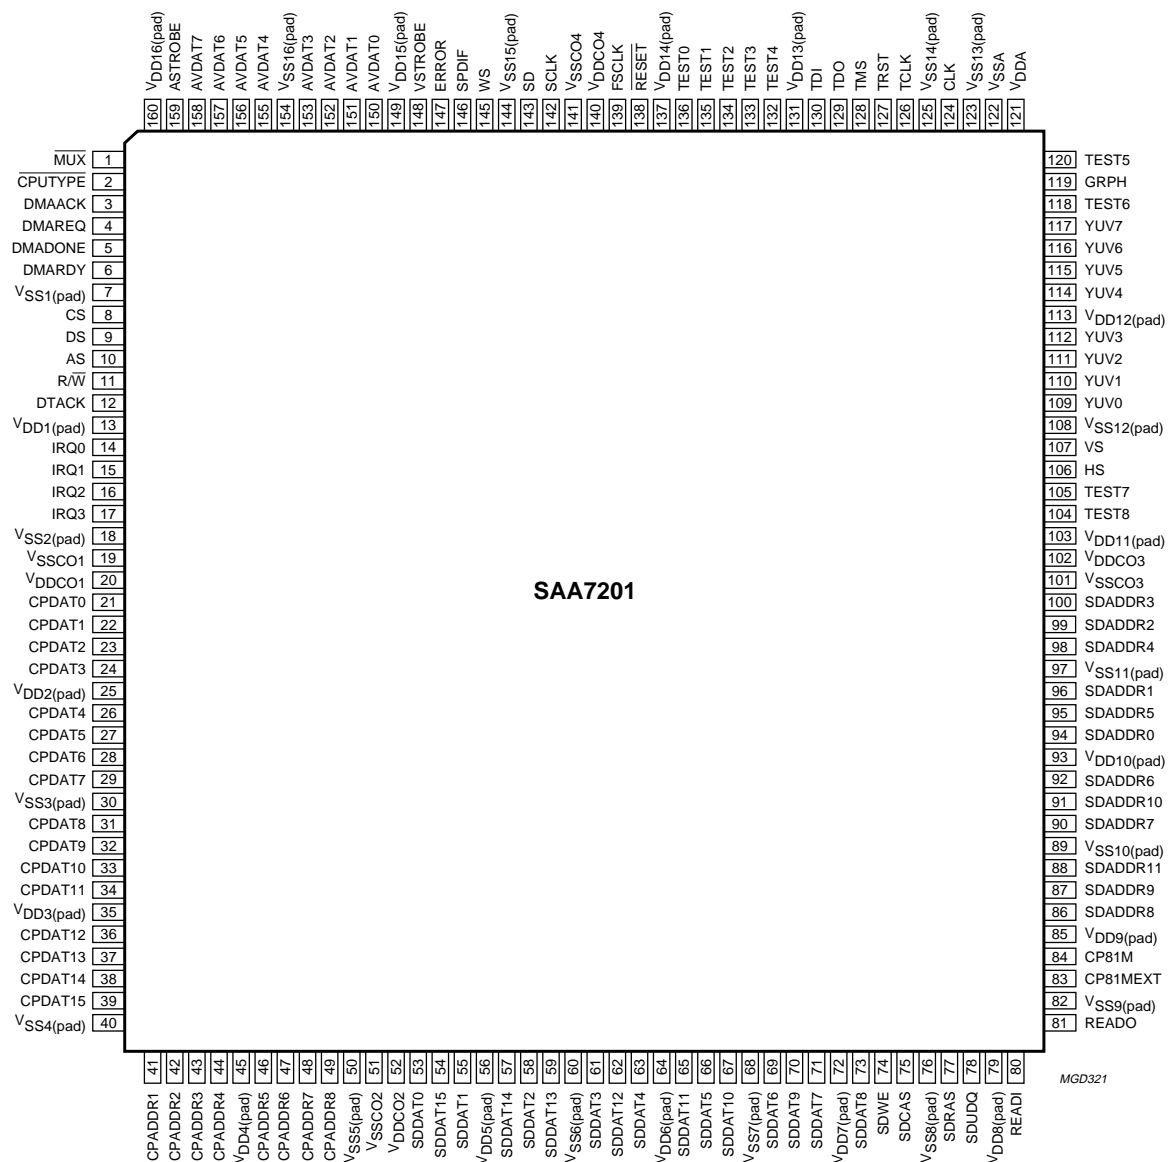 VDD16(pad) 160
ASTROBE 159
AVDAT7 158
AVDAT6 157
AVDAT5 156
AVDAT4 155
VSS16(pad) 154
AVDAT3 153
AVDAT2 152
AVDAT1 151
AVDAT0 150
VDD15(pad) 149
VSTROBE 148
ERROR 147
SPDIF 146
WS 145
VSS15(pad) 144
SD 143
SCLK 142
VSSCO4 141
VDDCO4 140
FSCLK 139
RESET 138
VDD14(pad) 137
TEST0 136
TEST1 135
TEST2 134
TEST3 133
TEST4 132
VDD13(pad) 131
TDI 130
TDO 129
TMS 128
TRST 127
TCLK 126
VSS14(pad) 125
CLK 124
VSS13(pad) 123
VSSA 122
VDDA 121
MUX 1
CPUTYPE 2
DMAACK 3
DMAREQ 4
DMADONE 5
DMARDY 6
VSS1(pad) 7
CS 8
DS 9
AS 10
R/W 11
DTACK 12
VDD1(pad) 13
IRQ0 14
IRQ1 15
IRQ2 16
IRQ3 17
VSS2(pad) 18
VSSCO1 19
VDDCO1 20
CPDAT0 21
CPDAT1 22
CPDAT2 23
CPDAT3 24
VDD2(pad) 25
CPDAT4 26
CPDAT5 27
CPDAT6 28
CPDAT7 29
VSS3(pad) 30
CPDAT8 31
CPDAT9 32
CPDAT10 33
CPDAT11 34
VDD3(pad) 35
CPDAT12 36
CPDAT13 37
CPDAT14 38
CPDAT15 39
VSS4(pad) 40
SAA7201
120 TEST5
119 GRPH
118 TEST6
117 YUV7
116 YUV6
115 YUV5
114 YUV4
113 VDD12(pad)
112 YUV3
111 YUV2
110 YUV1
109 YUV0
108 VSS12(pad)
107 VS
106 HS
105 TEST7
104 TEST8
103 VDD11(pad)
102 VDDCO3
101 VSSCO3
100 SDADDR3
99 SDADDR2
98 SDADDR4
97 VSS11(pad)
96 SDADDR1
95 SDADDR5
94 SDADDR0
93 VDD10(pad)
92 SDADDR6
91 SDADDR10
90 SDADDR7
89 VSS10(pad)
88 SDADDR11
87 SDADDR9
86 SDADDR8
85 VDD9(pad)
84 CP81M
83 CP81MEXT
82 VSS9(pad)
81 READO
41 CPADDR1
42 CPADDR2
43 CPADDR3
44 CPADDR4
45 VDD4(pad)
46 CPADDR5
47 CPADDR6
48 CPADDR7
49 CPADDR8
50 VSS5(pad)
51 VSSCO2
52 VDDCO2
53 SDDAT0
54 SDDAT15
55 SDDAT1
56 VDD5(pad)
57 SDDAT14
58 SDDAT2
59 SDDAT13
60 VSS6(pad)
61 SDDAT3
62 SDDAT12
63 SDDAT4
64 VDD6(pad)
65 SDDAT11
66 SDDAT5
67 SDDAT10
68 VSS7(pad)
69 SDDAT6
70 SDDAT9
71 SDDAT7
72 VDD7(pad)
73 SDDAT8
74 SDWE
75 SDCAS
76 VSS8(pad)
77 SDRAS
78 SDUDQ
79 VDD8(pad)
80 READI
MGD321